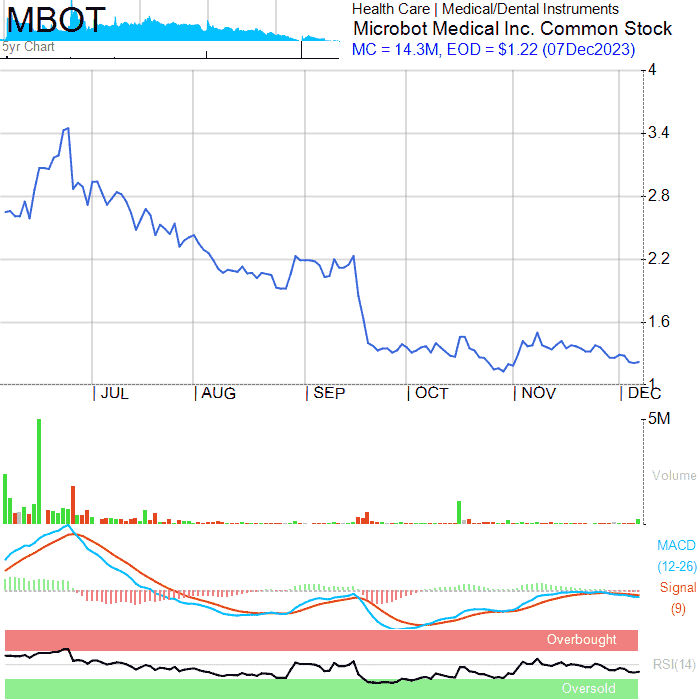 MBOT
5yr Chart
Health Care | Medical/Dental Instruments
Microbot Medical Inc. Common Stock
MC = 14.3M, EOD = $1.22 (07Dec2023)
4
3.4
2.8
2.2
1.6
1
JUL AUG SEP OCT NOV DEC
5M
Volume
MACD
(12-26)
Signal
(9)
Overbought
RSI(14)
Oversold